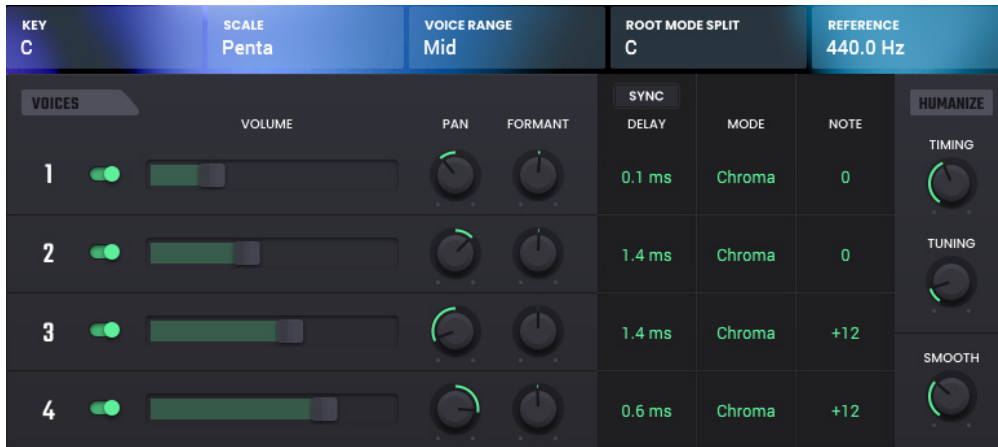 KEY SCALE VOICE RANGE ROOT MODE SPLIT REFERENCE
C Penta Mid C 440.0 Hz
VOICES SYNC HUMANIZE
VOLUME PAN FORMANT DELAY MODE NOTE
TIMING
1 0.1 ms Chroma 0
2 1.4 ms Chroma 0
TUNING
3 1.4 ms Chroma +12
SMOOTH
4 0.6 ms Chroma +12